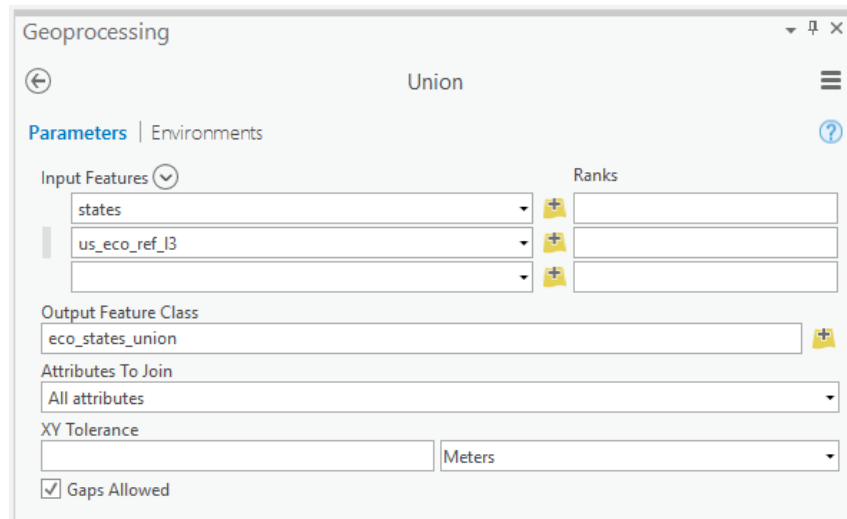 Geoprocessing
Union
Parameters | Environments
Input Features Ranks
states
us_eco_ref_l3
Output Feature Class
eco_states_union
Attributes To Join
All attributes
XY Tolerance
Meters
Gaps Allowed